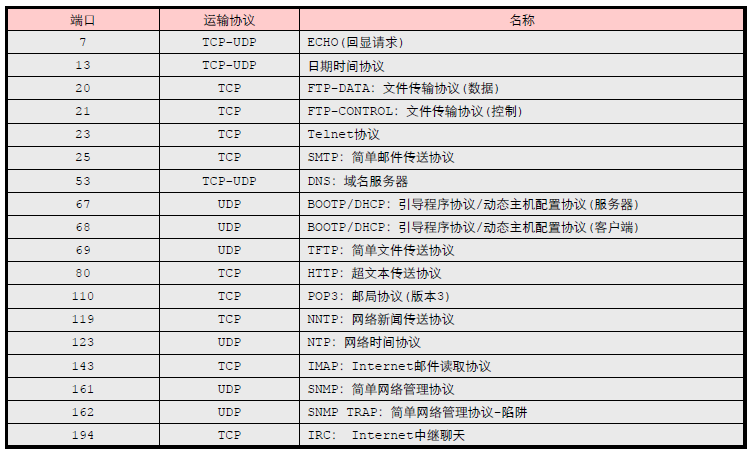 端口 运输协议 名称
7 TCP-UDP ECHO(回显请求)
13 TCP-UDP 日期时间协议
20 TCP FTP-DATA: 文件传输协议(数据)
21 TCP FTP-CONTROL: 文件传输协议(控制)
23 TCP Telnet协议
25 TCP SMTP: 简单邮件传送协议
53 TCP-UDP DNS: 域名服务器
67 UDP BOOTP/DHCP: 引导程序协议/动态主机配置协议(服务器)
68 UDP BOOTP/DHCP: 引导程序协议/动态主机配置协议(客户端)
69 UDP TFTP: 简单文件传送协议
80 TCP HTTP: 超文本传送协议
110 TCP POP3: 邮局协议(版本3)
119 TCP NNTP: 网络新闻传送协议
123 UDP NTP: 网络时间协议
143 TCP IMAP: Internet邮件读取协议
161 UDP SNMP: 简单网络管理协议
162 UDP SNMP TRAP: 简单网络管理协议-陷阱
194 TCP IRC: Internet中继聊天